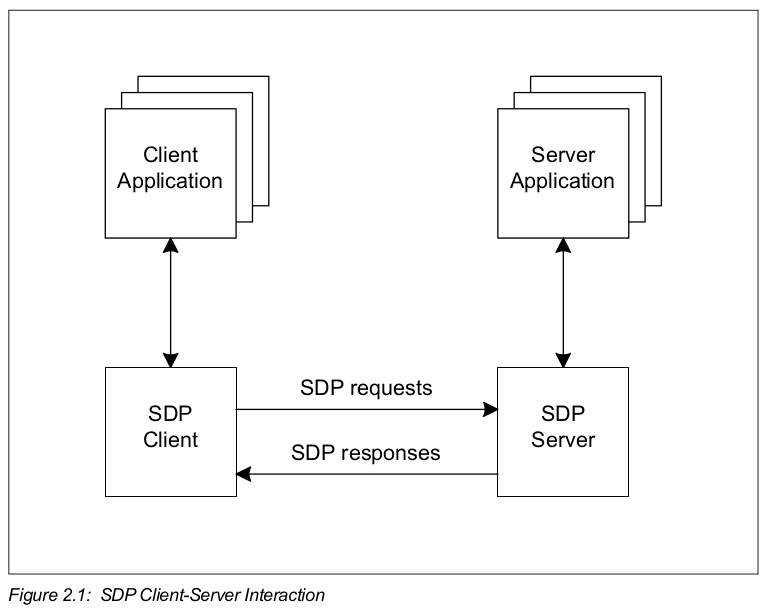 Client
Application
Server
Application
SDP requests
SDP
Client
SDP
Server
SDP responses
Figure 2.1: SDP Client-Server Interaction